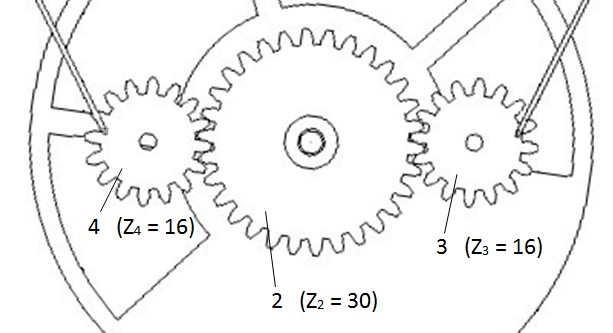 4 (Z₄ = 16)
3 (Z₃ = 16)
2 (Z₂ = 30)